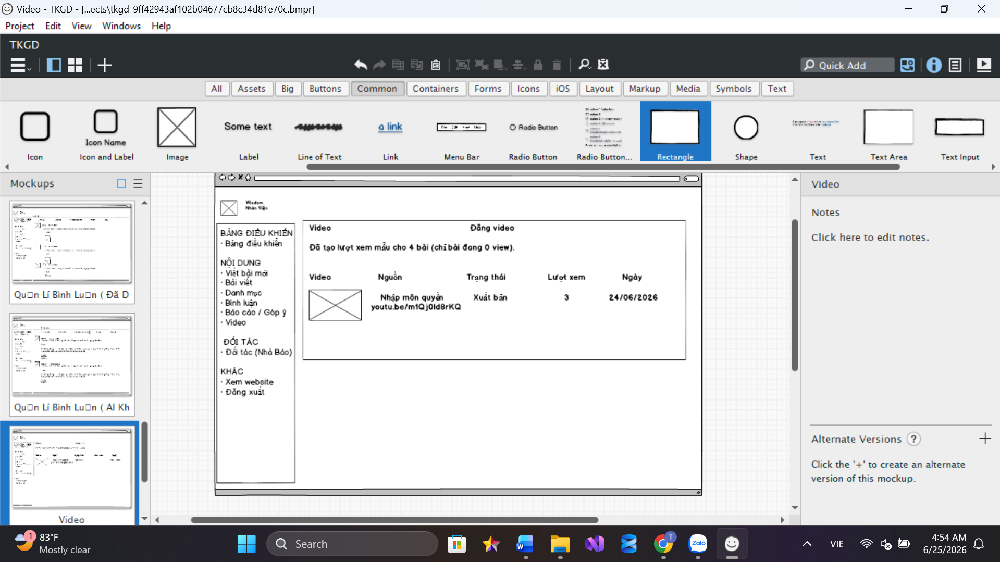 Video - TKGD - [...ects\tkgd_9ff42943af102b04677cb8c34d81e70c.bmpr]
Project Edit View Windows Help
TKGD
Quick Add
All Assets Big Buttons Common Containers Forms Icons iOS Layout Markup Media Symbols Text
Some text
a link
File Edit View Help
Radio Button
Icon Name
Icon
Icon and Label
Image
Label
Line of Text
Link
Menu Bar
Radio Button
Radio Button...
Rectangle
Shape
Text
Text Area
Text Input
Mockups
Qu□n Lí Bình Lu□n ( Đã D
Qu□n Lí Bình Lu□n ( AI Kh
Video
Wisdom
Nhân Viện
BẢNG ĐIỀU KHIỂN
· Bảng điều khiển
NỘI DUNG
· Viết bài mới
· Bài viết
· Danh mục
· Bình luận
· Báo cáo / Góp ý
· Video
ĐỐI TÁC
· Đối tác (Nhà Báo)
KHÁC
· Xem website
· Đăng xuất
Video Đăng video
Đã tạo lượt xem mẫu cho 4 bài (chỉ bài đang 0 view).
Video Nguồn Trạng thái Lượt xem Ngày
Nhập môn quyền Xuất bản 3 24/06/2026
youtu.be/m1Qj0ld8rKQ
Video
Notes
Click here to edit notes.
Alternate Versions ?
Click the '+' to create an alternate
version of this mockup.
1
83°F
Mostly clear
Search
T
Zalo
VIE
4:54 AM
6/25/2026